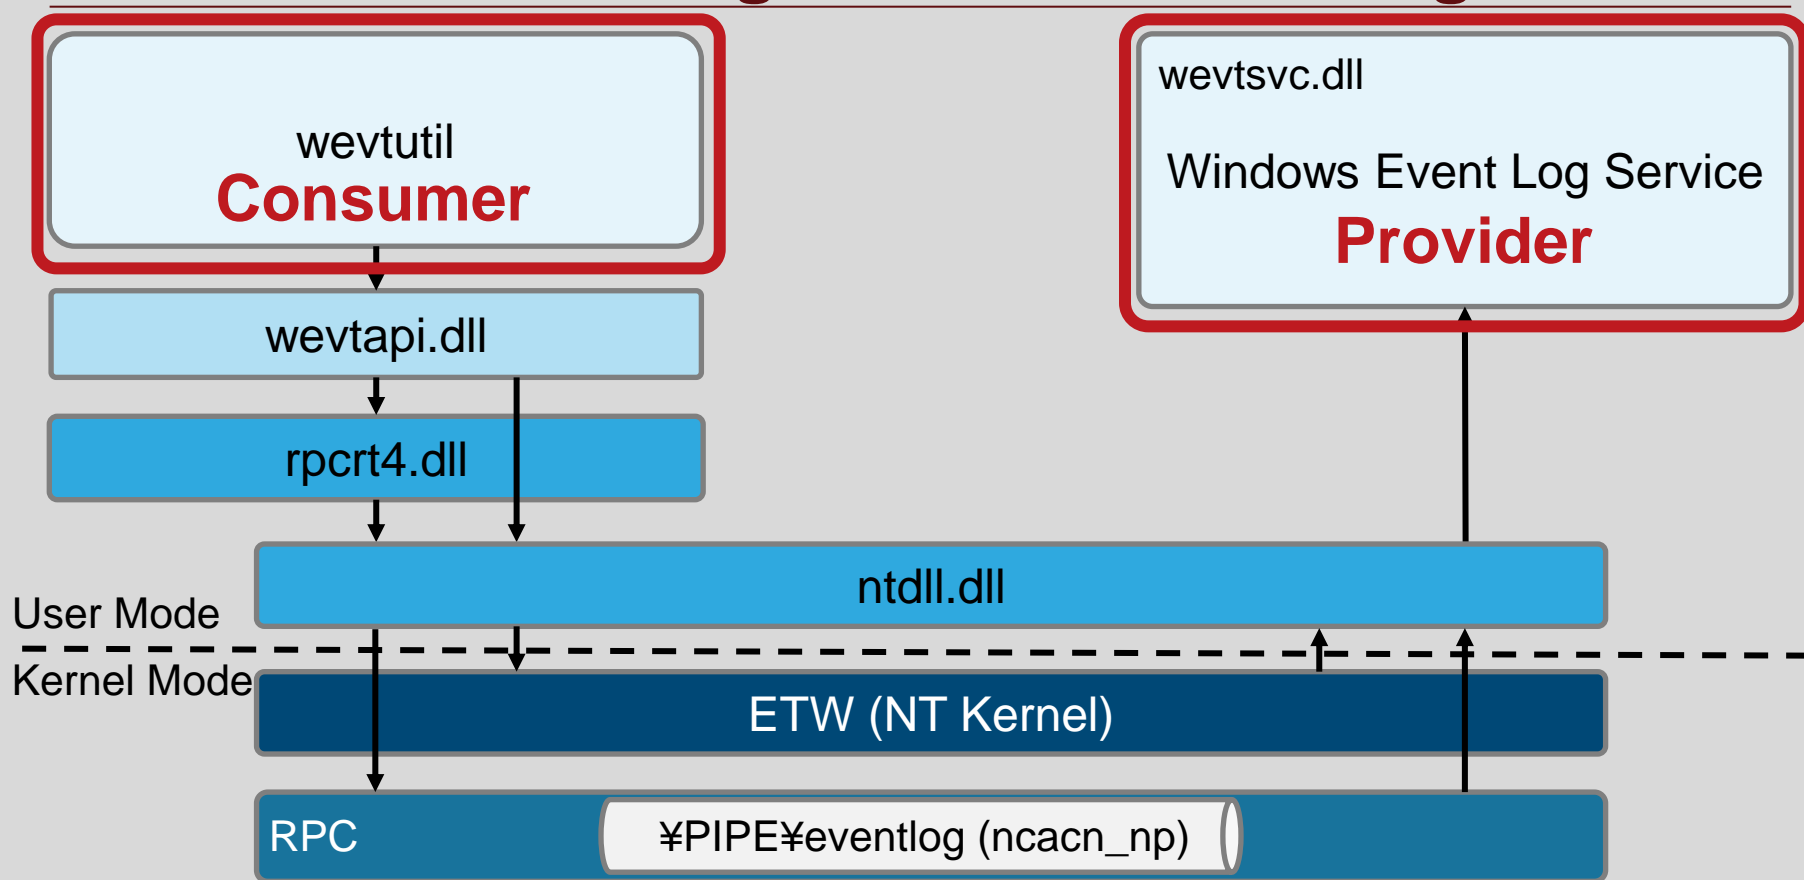 wevtutil
Consumer
wevtsvc.dll
Windows Event Log Service
Provider
wevtapi.dll
rpcrt4.dll
ntdll.dll
User Mode
Kernel Mode
ETW (NT Kernel)
RPC
¥PIPE¥eventlog (ncacn_np)